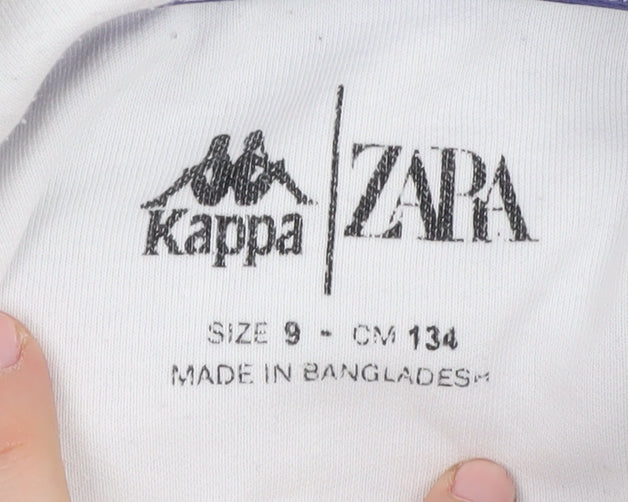 Kappa | ZARA
SIZE 9 - CM 134
MADE IN BANGLADESH